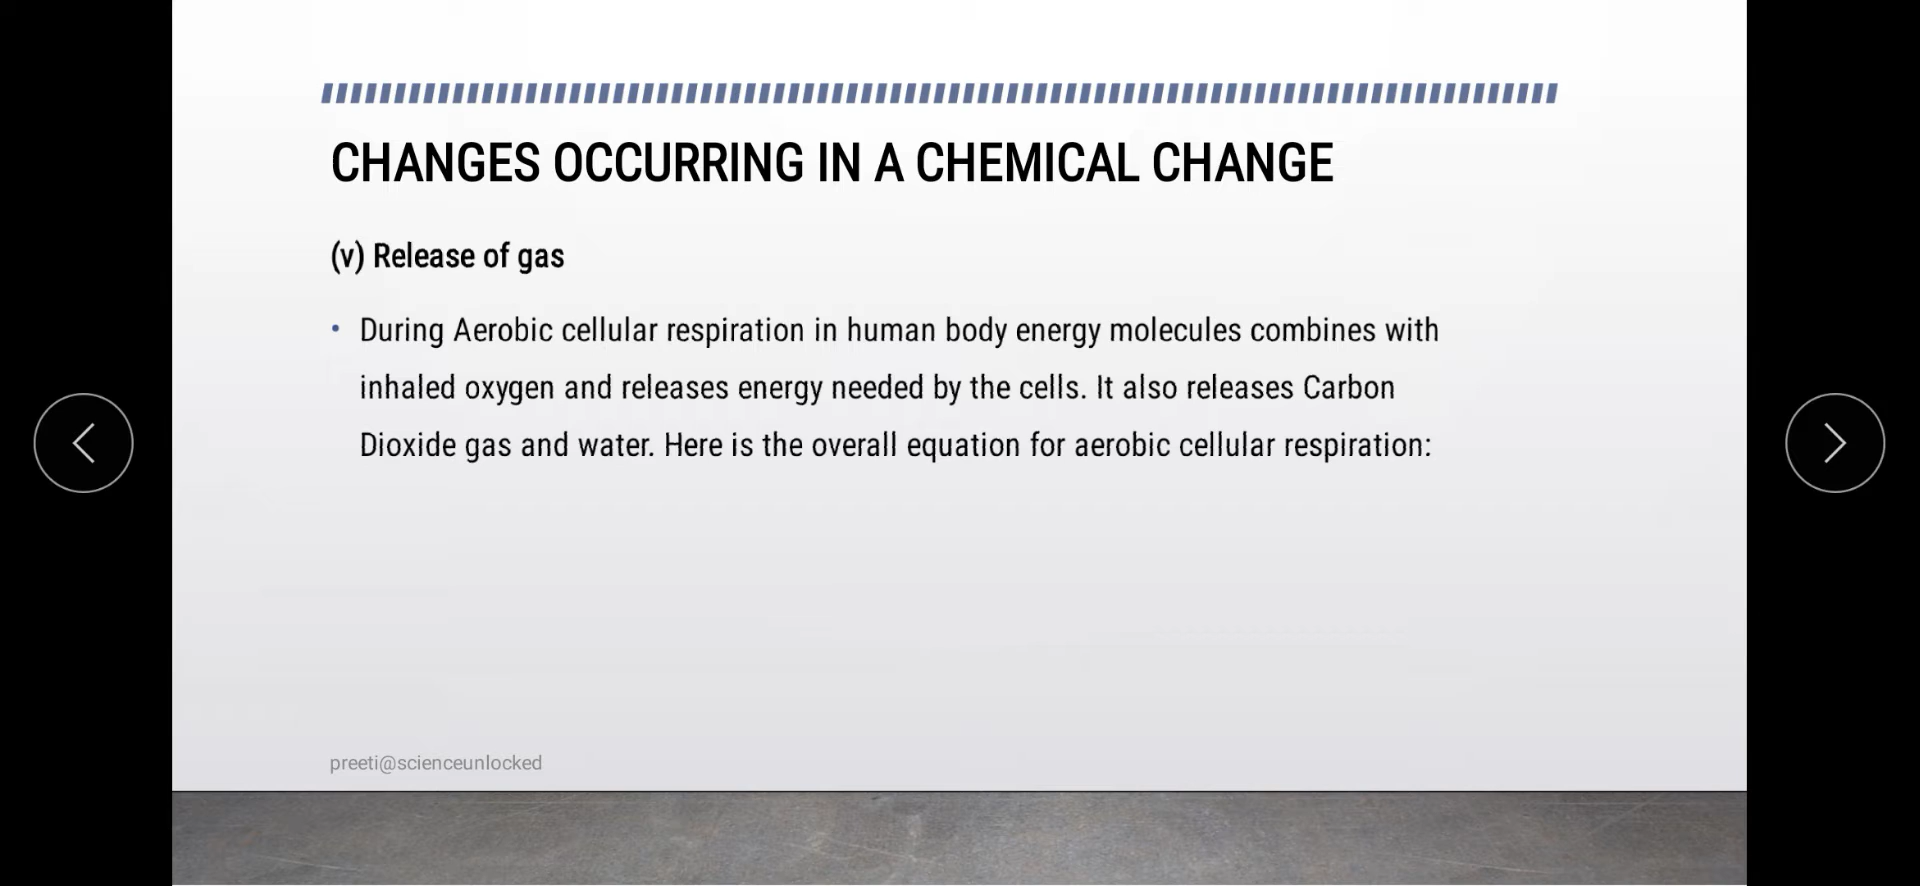 CHANGES OCCURRING IN A CHEMICAL CHANGE
(v) Release of gas
• During Aerobic cellular respiration in human body energy molecules combines with
inhaled oxygen and releases energy needed by the cells. It also releases Carbon
Dioxide gas and water. Here is the overall equation for aerobic cellular respiration:
preeti@scienceunlocked